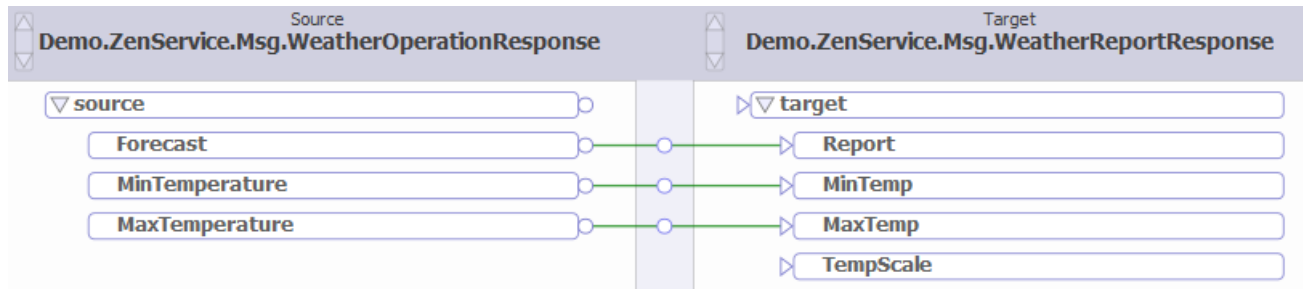 Source
Target
Demo.ZenService.Msg.WeatherOperationResponse
Demo.ZenService.Msg.WeatherReportResponse
source
target
Forecast
Report
MinTemperature
MinTemp
MaxTemperature
MaxTemp
TempScale